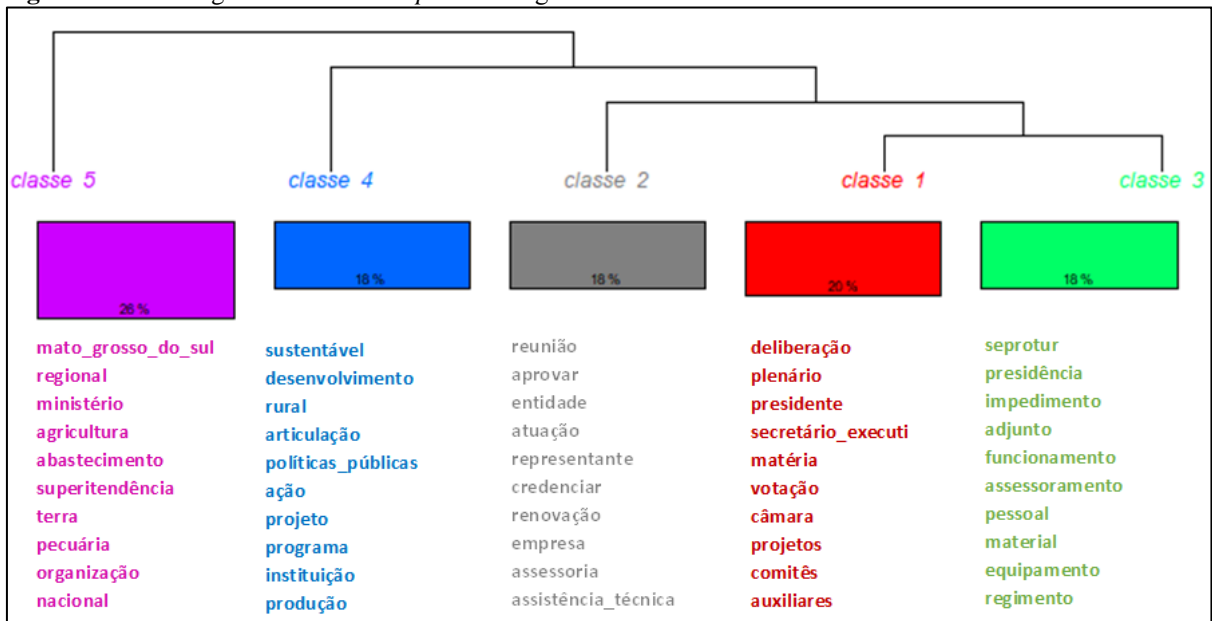 classe 5
classe 4
classe 2
classe 1
classe 3
26 %
18 %
18 %
20 %
18 %
mato_grosso_do_sul
regional
ministério
agricultura
abastecimento
superitendência
terra
pecuária
organização
nacional
sustentável
desenvolvimento
rural
articulação
políticas_públicas
ação
projeto
programa
instituição
produção
reunião
aprovar
entidade
atuação
representante
credenciar
renovação
empresa
assessoria
assistência_técnica
deliberação
plenário
presidente
secretário_executi
matéria
votação
câmara
projetos
comitês
auxiliares
seprotur
presidência
impedimento
adjunto
funcionamento
assessoramento
pessoal
material
equipamento
regimento